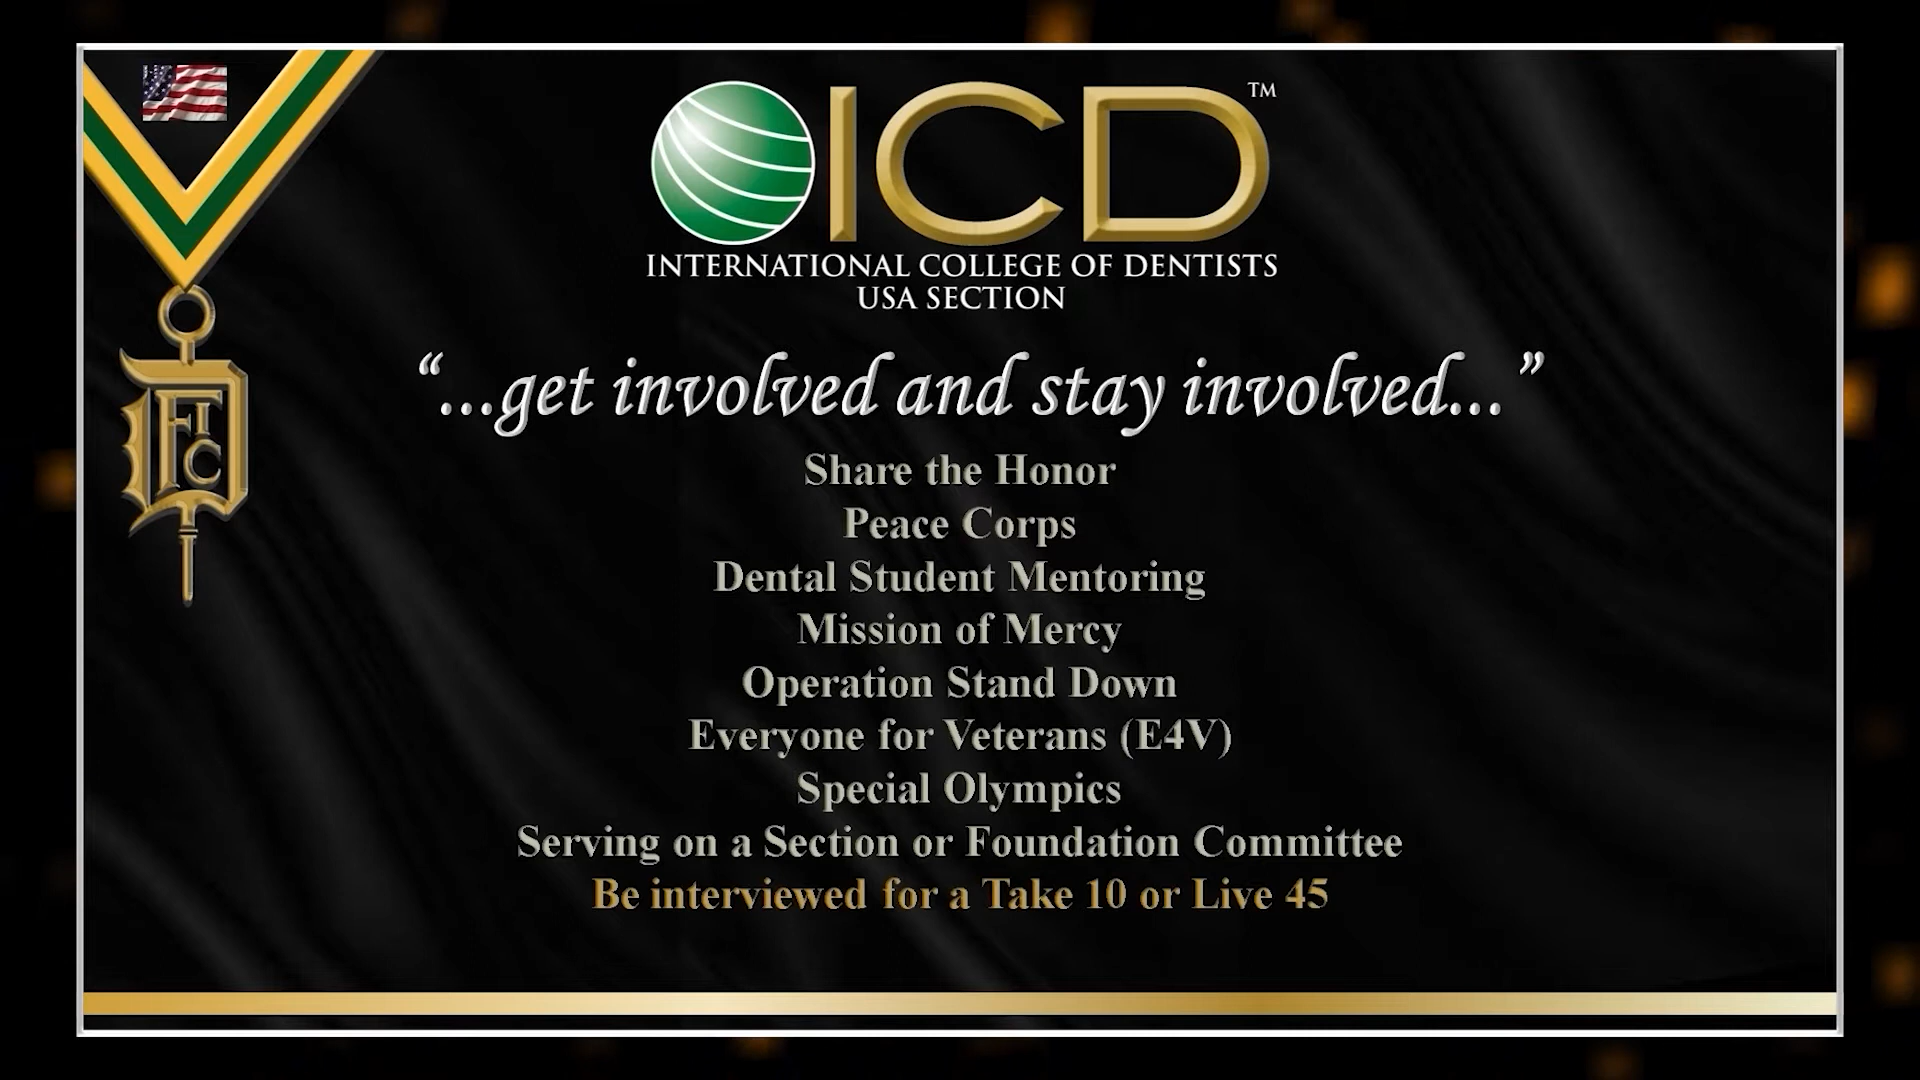 ICD™
INTERNATIONAL COLLEGE OF DENTISTS
USA SECTION
“...get involved and stay involved...”
Share the Honor
Peace Corps
Dental Student Mentoring
Mission of Mercy
Operation Stand Down
Everyone for Veterans (E4V)
Special Olympics
Serving on a Section or Foundation Committee
Be interviewed for a Take 10 or Live 45
D
FIC